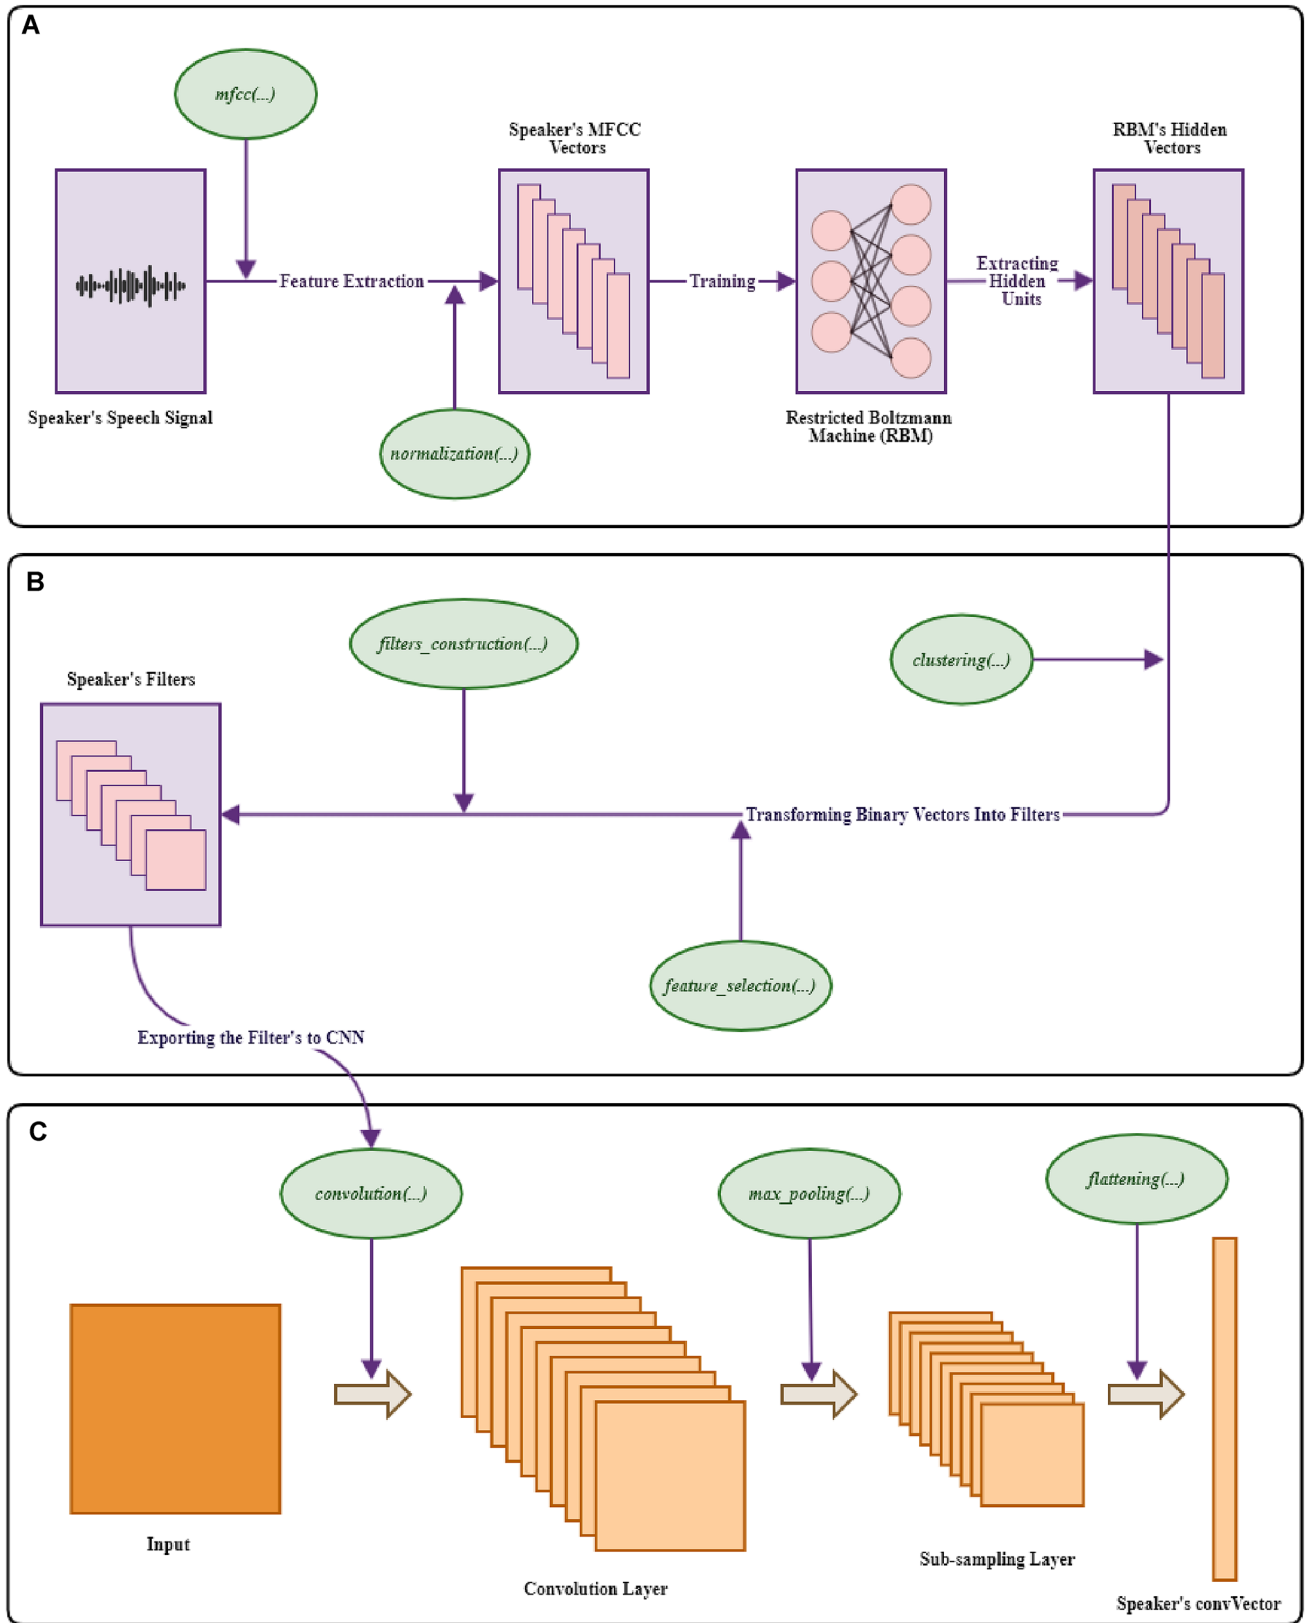 A
mfcc(...)
Speaker's MFCC
Vectors
RBM's Hidden
Vectors
Feature Extraction
Training
Extracting
Hidden
Units
Speaker's Speech Signal
normalization(...)
Restricted Boltzmann
Machine (RBM)
B
filters_construction(...)
clustering(...)
Speaker's Filters
Transforming Binary Vectors Into Filters
feature_selection(...)
Exporting the Filter's to CNN
C
convolution(...)
max_pooling(...)
flattening(...)
Input
Convolution Layer
Sub-sampling Layer
Speaker's convVector